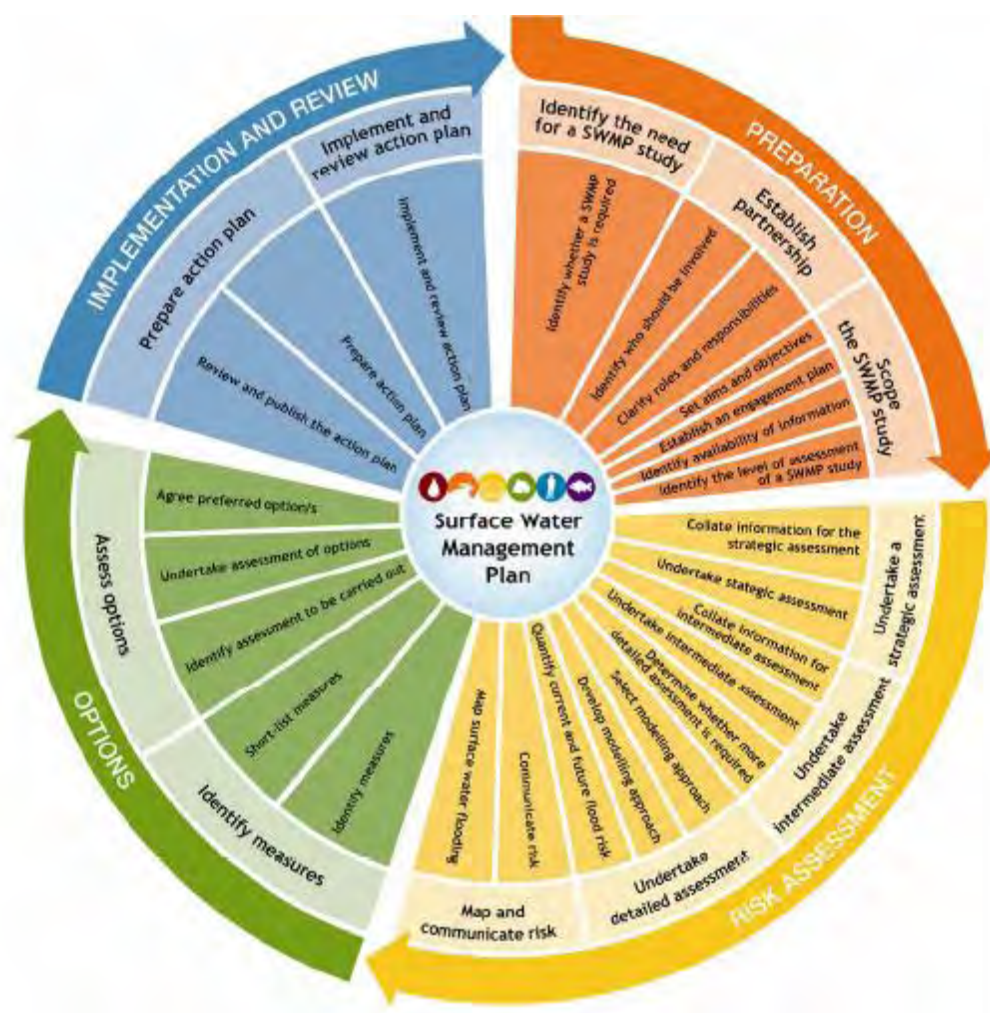 PREPARATION
Identify the need
for a SWMP study
Identify whether a SWMP
study is required
Establish
partnership
Identify who should be involved
Clarify roles and responsibilities
Scope
the SWMP study
Set aims and objectives
Establish an engagement plan
Identify availability of information
Identify the level of assessment
of a SWMP study
RISK ASSESSMENT
Undertake a
strategic assessment
Collate information for the
strategic assessment
Undertake stategic assessment
Undertake
intermediate assessment
Collate information for
intermediate assessment
Undertake intermediate assessment
Determine whether more
detailed assessment is required
Undertake
detailed assessment
Select modelling approach
Develop modelling approach
Quantify current and future flood risk
Map and
communicate risk
Communicate risk
Map surface water flooding
OPTIONS
Identify measures
Identify measures
Short-list measures
Assess options
Identify assessment to be carried out
Undertake assessment of options
Agree preferred option/s
IMPLEMENTATION AND REVIEW
Prepare action plan
Review and publish the action plan
Prepare action plan
Implement and
review action plan
Implement and review action plan
Surface Water
Management
Plan